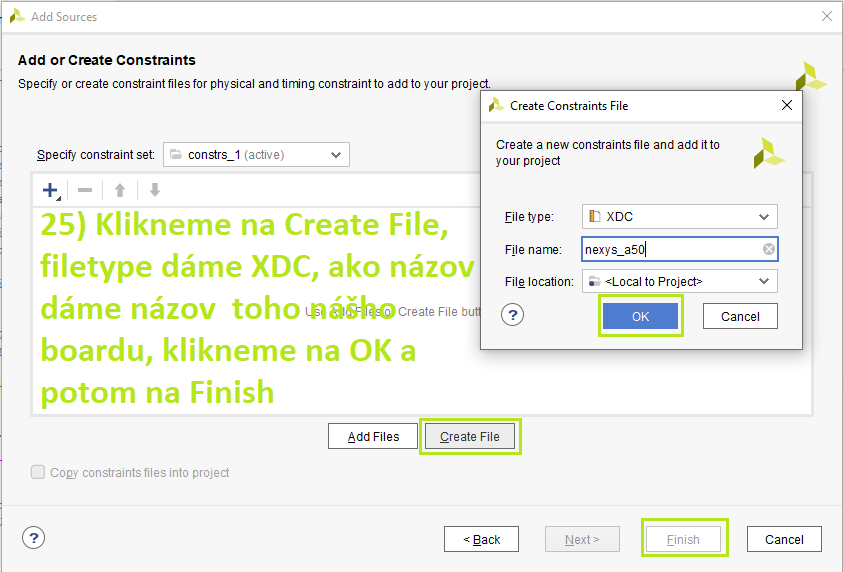 Add Sources
Add or Create Constraints
Specify or create constraint files for physical and timing constraint to add to your project.
Specify constraint set: constrs_1 (active)
25) Klikneme na Create File,
filetype dáme XDC, ako názov
dáme názov toho nášho
boardu, klikneme na OK a
potom na Finish
Use Add Files or Create File butt
Add Files
Create File
Copy constraints files into project
?
< Back
Next >
Finish
Cancel
Create Constraints File
Create a new constraints file and add it to
your project
File type: XDC
File name: nexys_a50
File location: <Local to Project>
?
OK
Cancel